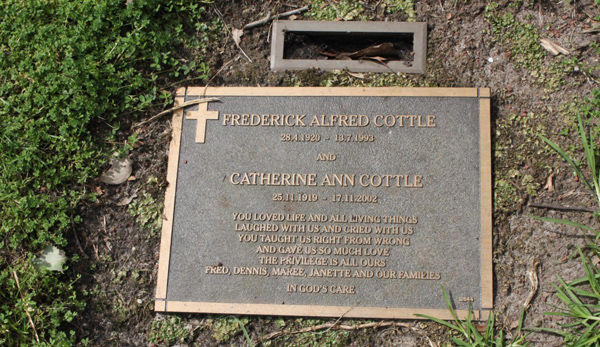 FREDERICK ALFRED COTTLE
28.4.1920 - 13.7.1993
AND
CATHERINE ANN COTTLE
25.11.1919 - 17.11.2002
YOU LOVED LIFE AND ALL LIVING THINGS
LAUGHED WITH US AND CRIED WITH US
YOU TAUGHT US RIGHT FROM WRONG
AND GAVE US SO MUCH LOVE
THE PRIVILEGE IS ALL OURS
FRED, DENNIS, MAREE, JANETTE AND OUR FAMILIES
IN GOD'S CARE